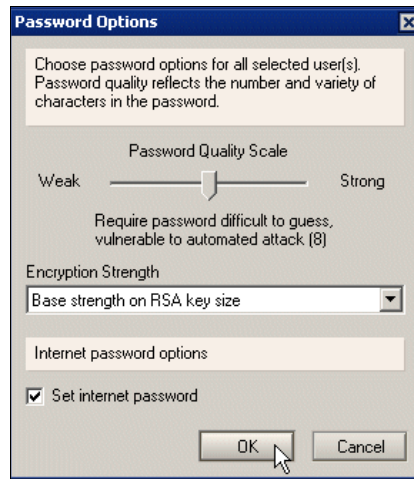 Password Options
Choose password options for all selected user(s).
Password quality reflects the number and variety of
characters in the password.
Password Quality Scale
Weak Strong
Require password difficult to guess,
vulnerable to automated attack (8)
Encryption Strength
Base strength on RSA key size
Internet password options
Set internet password
OK Cancel